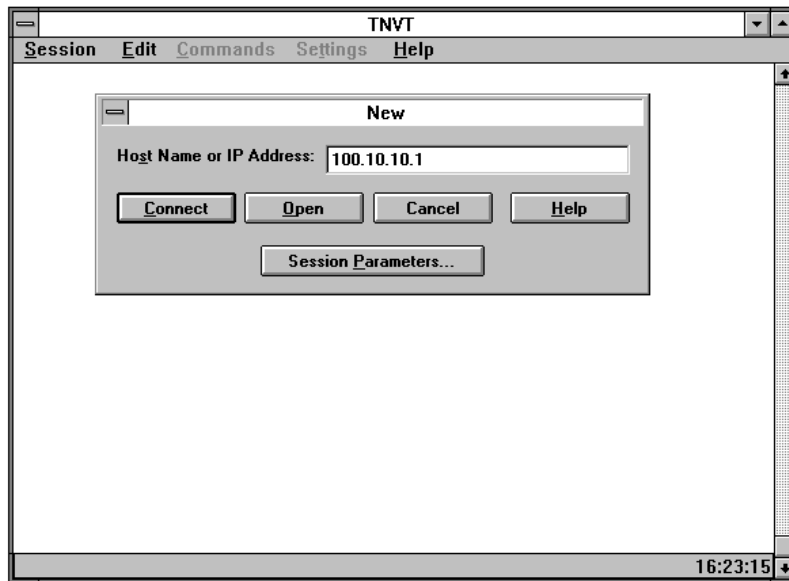 TNVT
Session Edit Commands Settings Help
New
Host Name or IP Address: 100.10.10.1
Connect Open Cancel Help
Session Parameters...
16:23:15